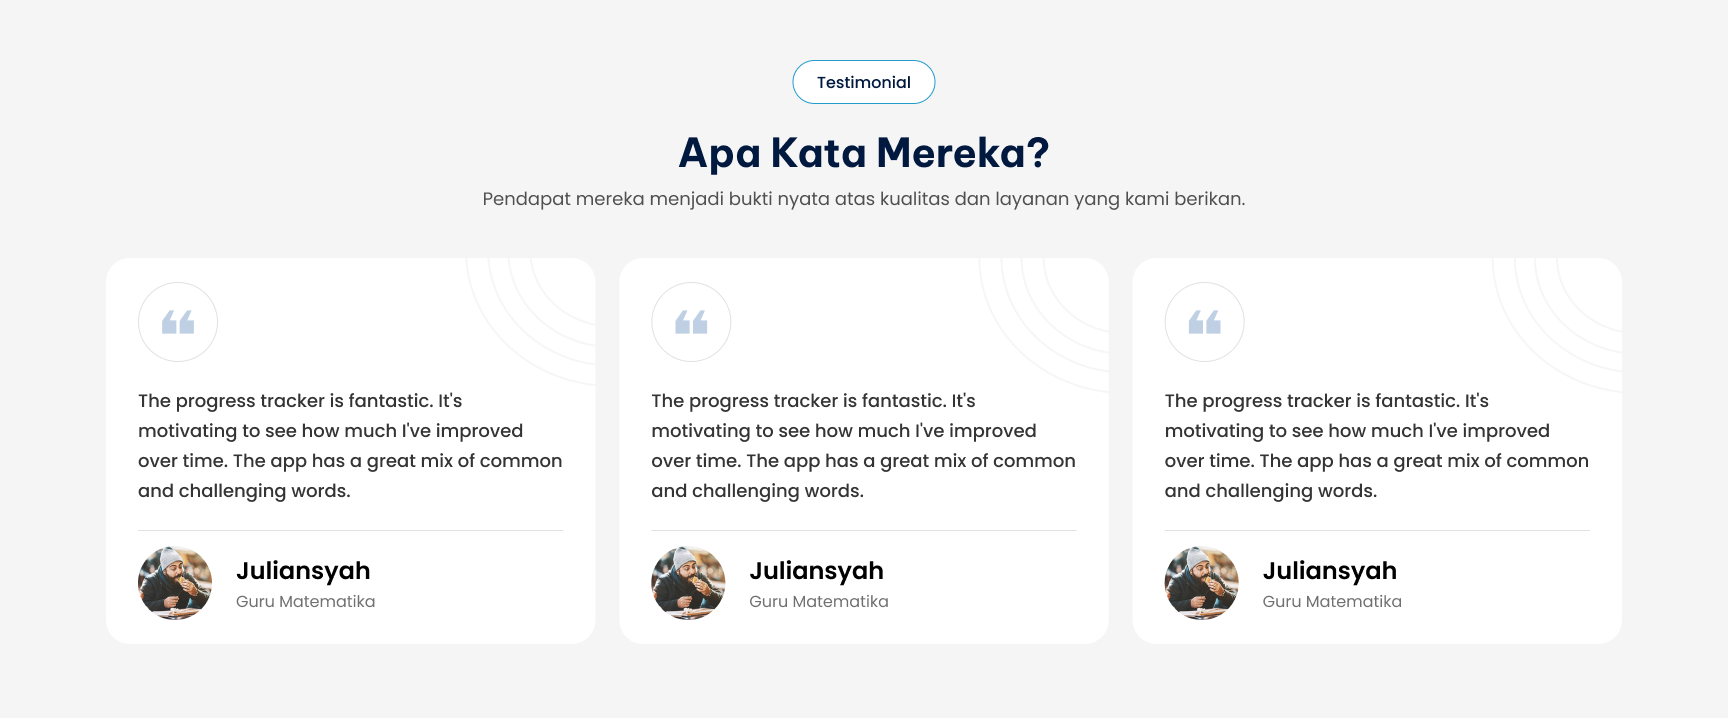 Testimonial
Apa Kata Mereka?
Pendapat mereka menjadi bukti nyata atas kualitas dan layanan yang kami berikan.
❝
The progress tracker is fantastic. It's
motivating to see how much I've improved
over time. The app has a great mix of common
and challenging words.
Juliansyah
Guru Matematika
❝
The progress tracker is fantastic. It's
motivating to see how much I've improved
over time. The app has a great mix of common
and challenging words.
Juliansyah
Guru Matematika
❝
The progress tracker is fantastic. It's
motivating to see how much I've improved
over time. The app has a great mix of common
and challenging words.
Juliansyah
Guru Matematika